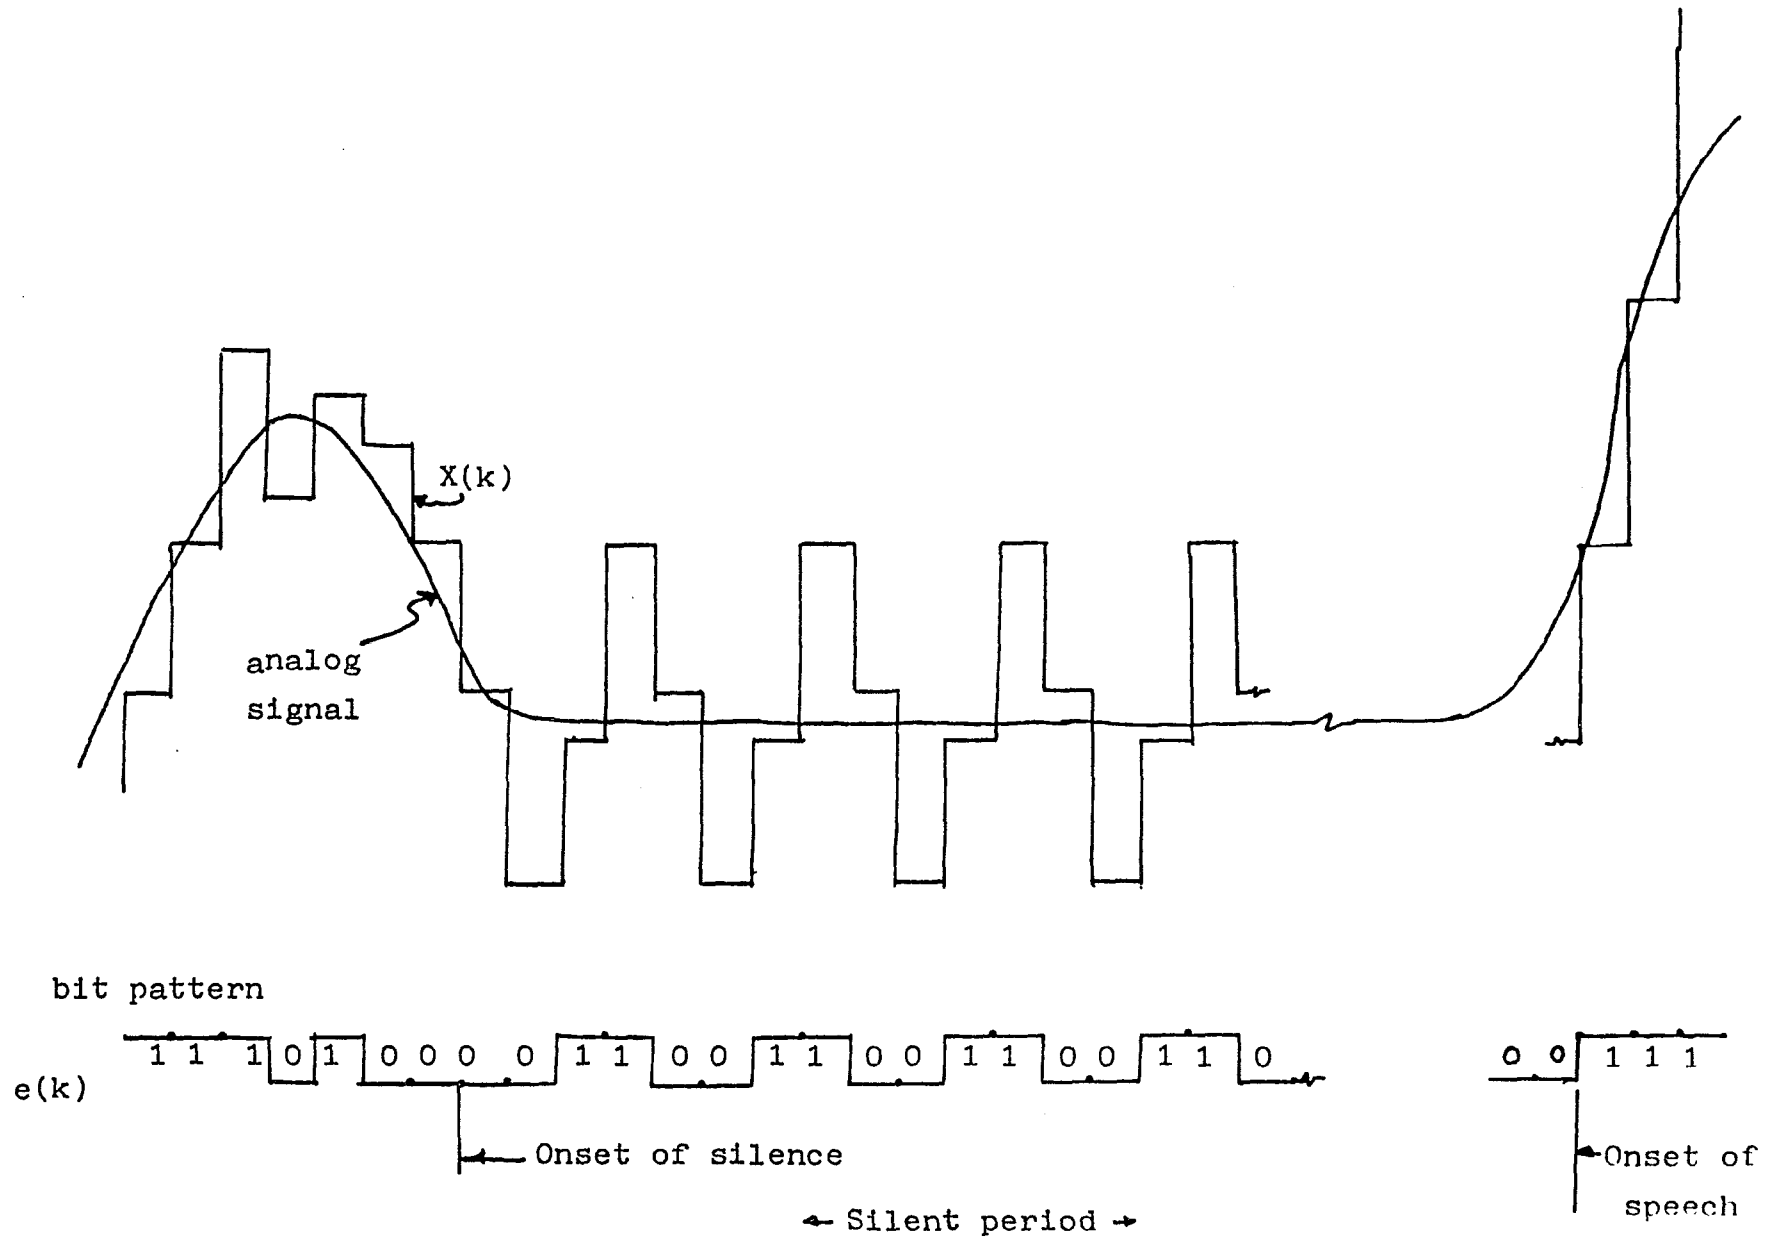 X(k)
analog
signal
bit pattern
1 1 1 0 1 0 0 0 0 1 1 0 0 1 1 0 0 1 1 0 0 1 1 0 0 0 1 1 1
e(k)
Onset of silence
Onset of
speech
Silent period